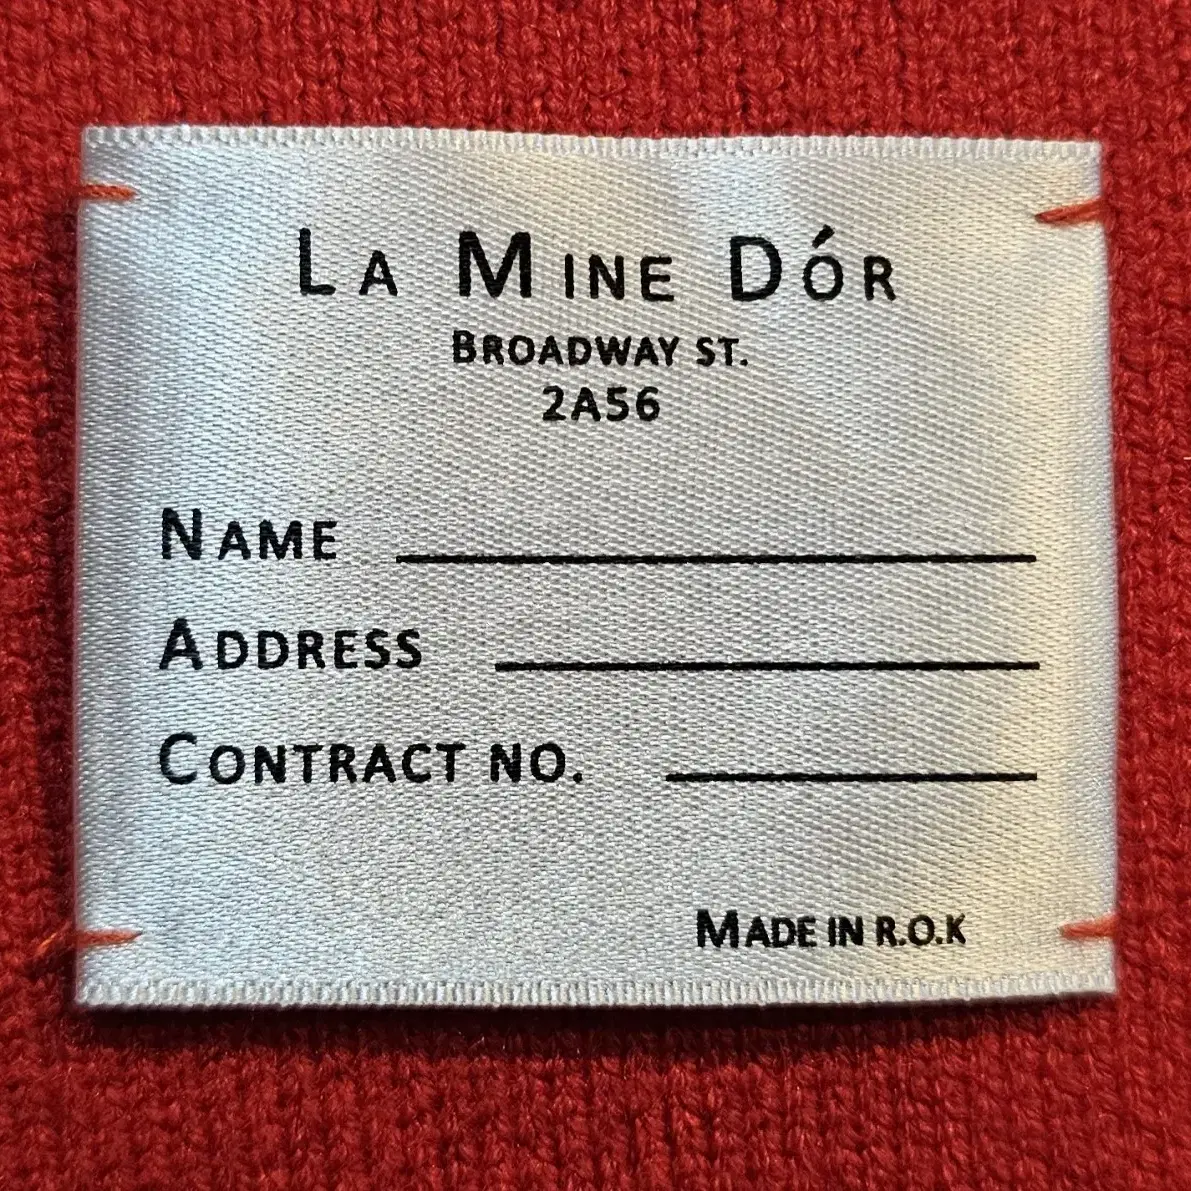 La Mine Dór
Broadway st.
2A56
Name
Address
Contract no.
Made in R.O.K